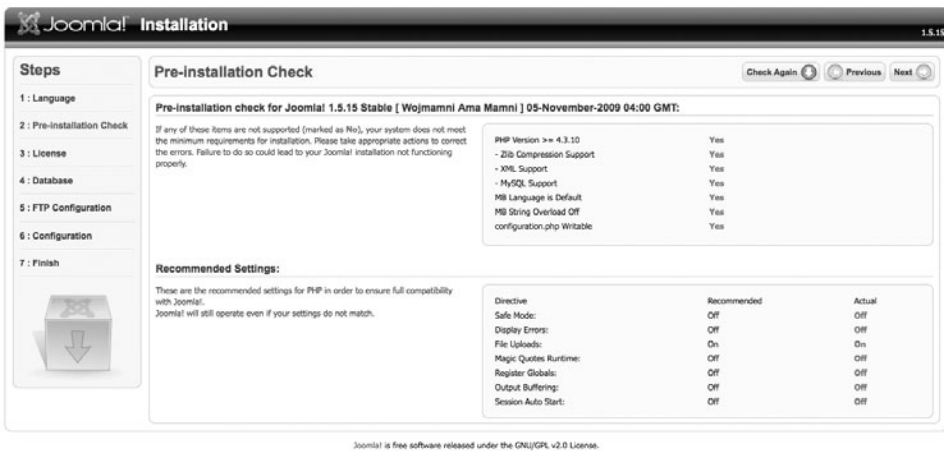 Joomla! Installation
1.5.15
Steps
1 : Language
2 : Pre-installation Check
3 : License
4 : Database
5 : FTP Configuration
6 : Configuration
7 : Finish
Pre-installation Check
Check Again
Previous
Next
Pre-installation check for Joomla! 1.5.15 Stable [ Wojmamni Ama Mamni ] 05-November-2009 04:00 GMT:
If any of these items are not supported (marked as No), your system does not meet
the minimum requirements for installation. Please take appropriate actions to correct
the errors. Failure to do so could lead to your Joomla! installation not functioning
properly.
PHP Version >= 4.3.10 Yes
- Zlib Compression Support Yes
- XML Support Yes
- MySQL Support Yes
MB Language is Default Yes
MB String Overload Off Yes
configuration.php Writable Yes
Recommended Settings:
These are the recommended settings for PHP in order to ensure full compatibility
with Joomla!.
Joomla! will still operate even if your settings do not match.
Directive Recommended Actual
Safe Mode: Off Off
Display Errors: Off Off
File Uploads: On On
Magic Quotes Runtime: Off Off
Register Globals: Off Off
Output Buffering: Off Off
Session Auto Start: Off Off
Joomla! is free software released under the GNU/GPL v2.0 License.